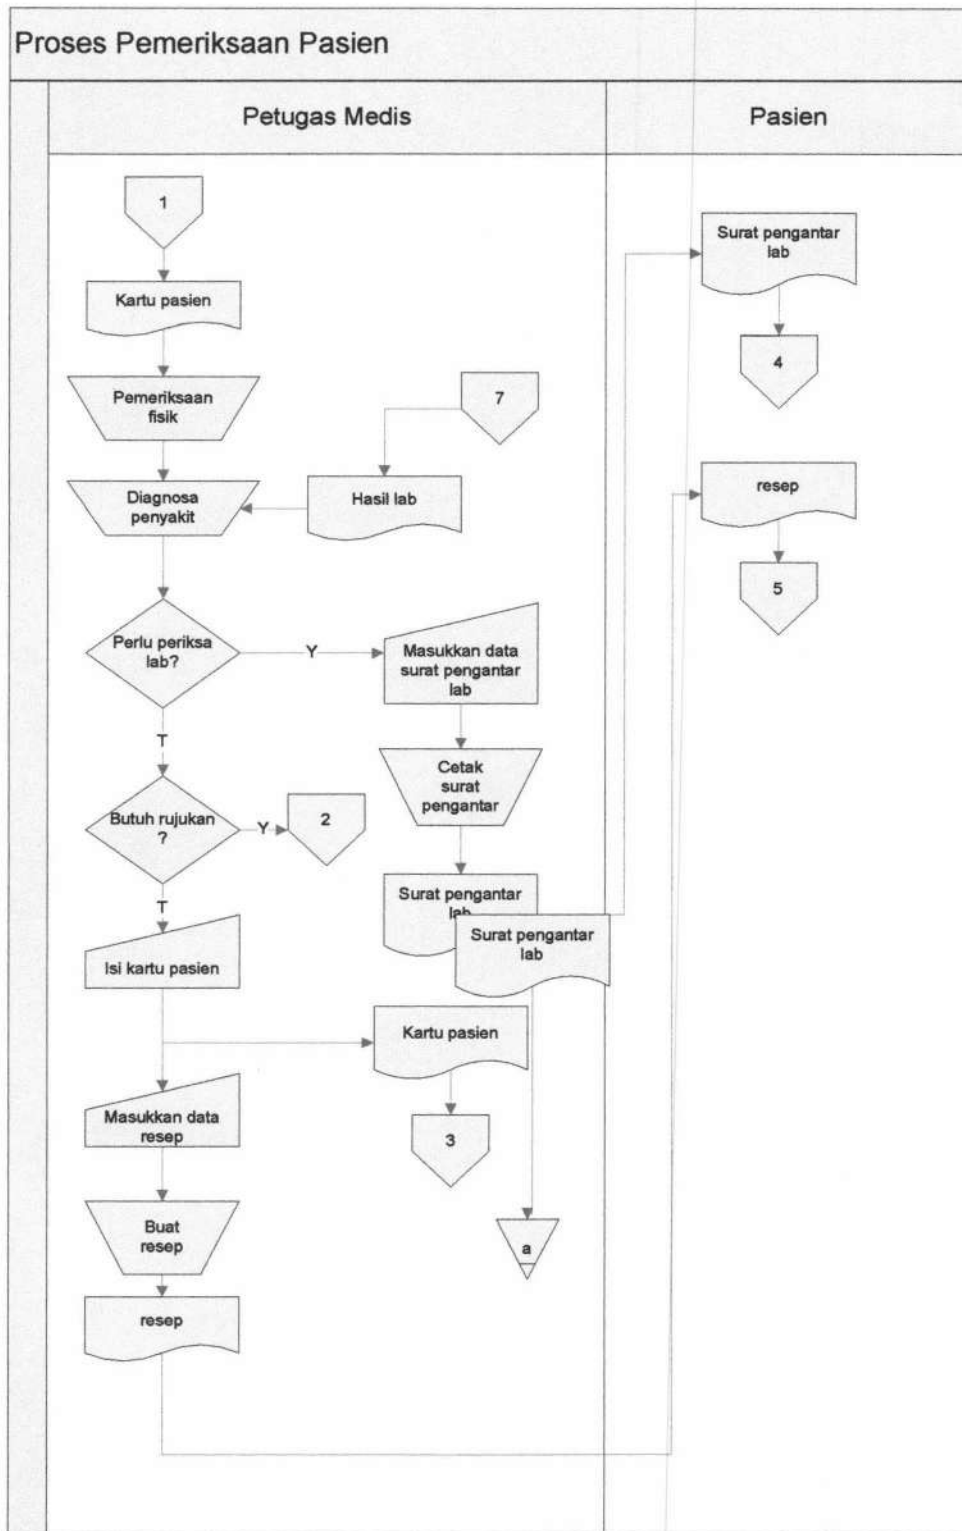 Proses Pemeriksaan Pasien
Petugas Medis
Pasien
1
Kartu pasien
Pemeriksaan
fisik
7
Diagnosa
penyakit
Hasil lab
Perlu periksa
lab?
Y
Masukkan data
surat pengantar
lab
T
Cetak
surat
pengantar
Butuh rujukan
?
Y
2
T
Surat pengantar
lab
Surat pengantar
lab
Isi kartu pasien
Kartu pasien
3
Masukkan data
resep
Buat
resep
a
resep
Surat pengantar
lab
4
resep
5